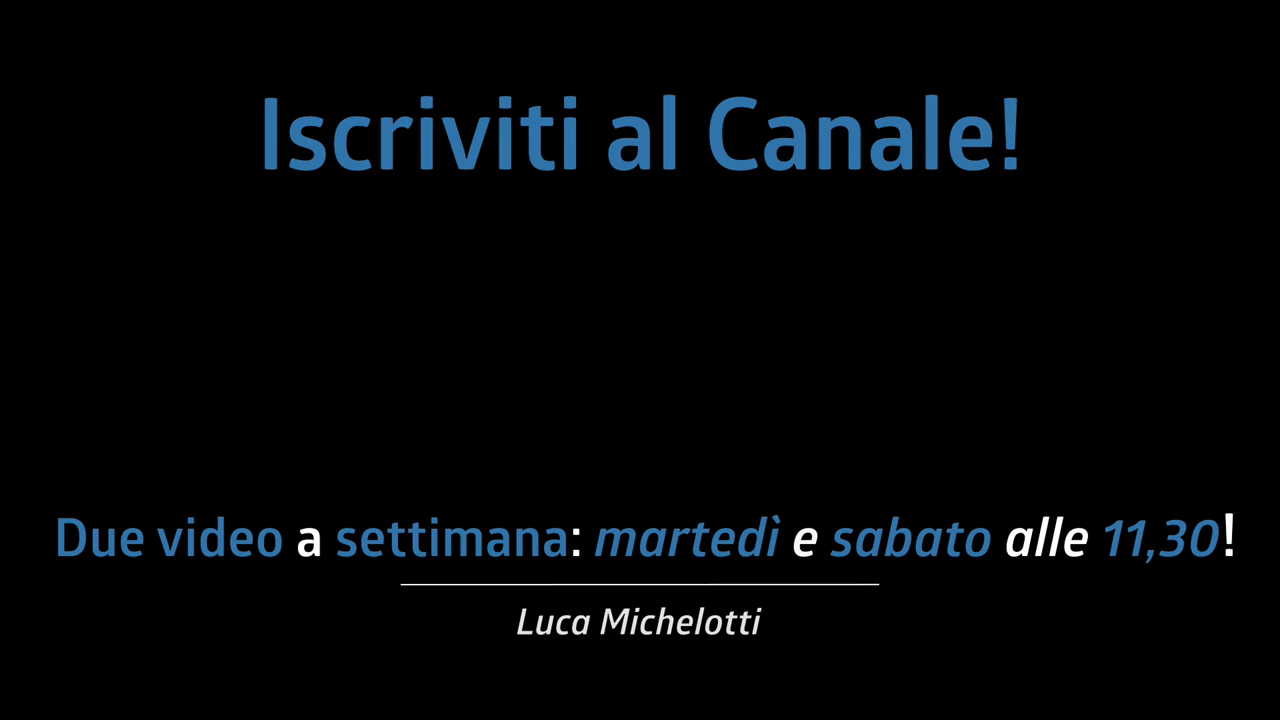 Iscriviti al Canale!
Due video a settimana: martedì e sabato alle 11,30!
Luca Michelotti